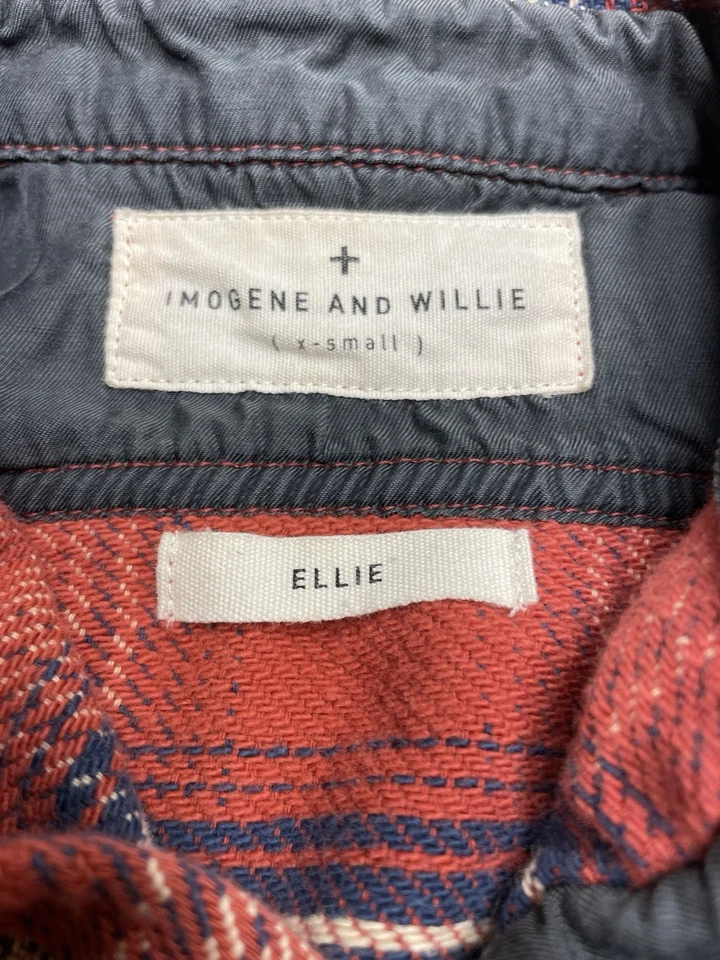 +
IMOGENE AND WILLIE
( x-small )
ELLIE